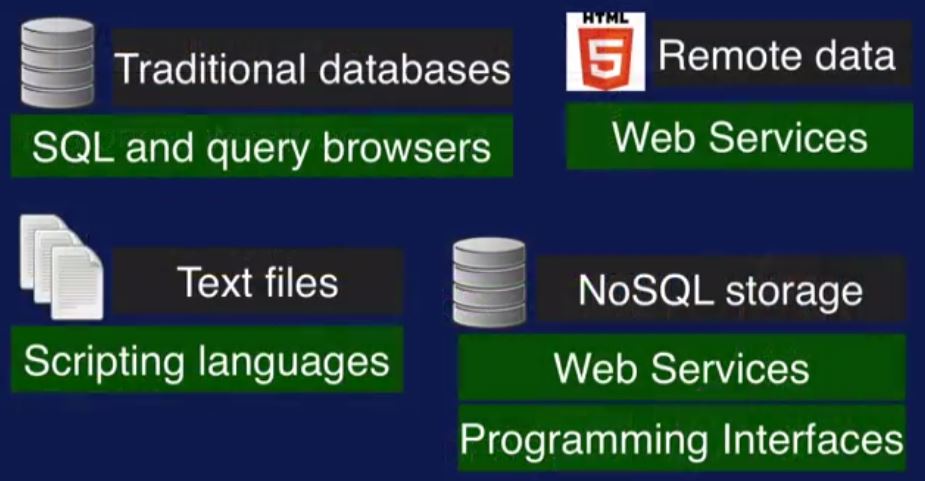 Traditional databases
SQL and query browsers
HTML
5
Remote data
Web Services
Text files
Scripting languages
NoSQL storage
Web Services
Programming Interfaces